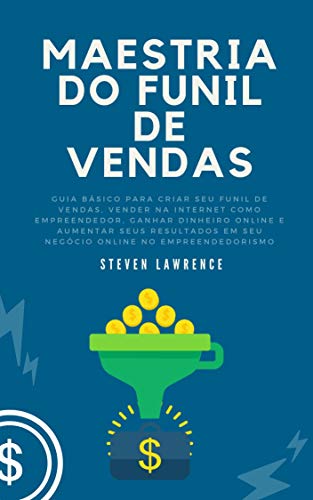 MAESTRIA
DO FUNIL
DE
VENDAS
GUIA BÁSICO PARA CRIAR SEU FUNIL DE
VENDAS, VENDER NA INTERNET COMO
EMPREENDEDOR, GANHAR DINHEIRO ONLINE E
AUMENTAR SEUS RESULTADOS EM SEU
NEGÓCIO ONLINE NO EMPREENDEDORISMO
STEVEN LAWRENCE
$
$
$ $
$ $ $
$
$